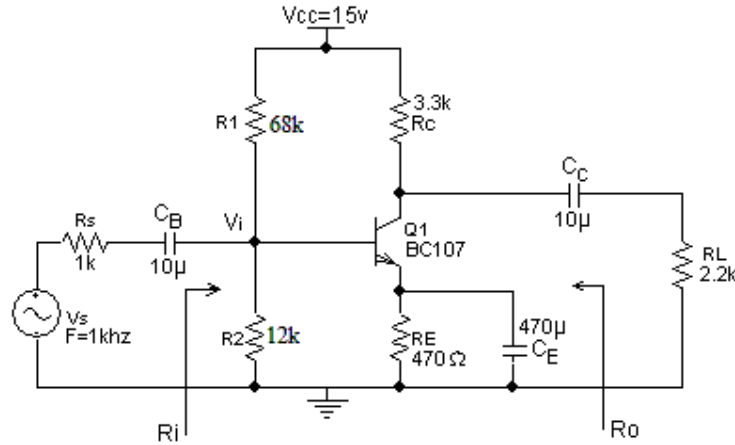 Vcc=15v
R1 68k
3.3k
Rc
Rs
1k
CB
10μ
Vi
Q1
BC107
CC
10μ
RL
2.2k
Vs
F=1khz
R2 12k
RE
470Ω
470μ
CE
Ri
Ro